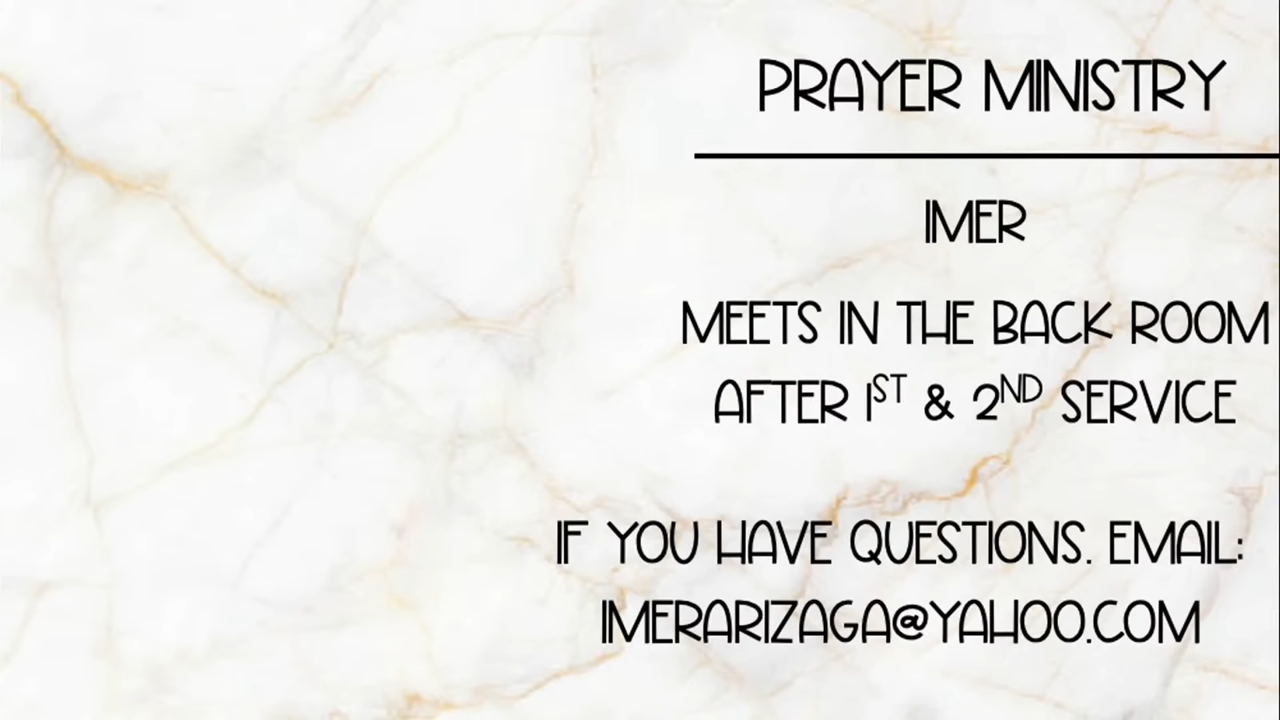 PRAYER MINISTRY
IMER
MEETS IN THE BACK ROOM
AFTER 1ST & 2ND SERVICE
IF YOU HAVE QUESTIONS. EMAIL:
IMERARIZAGA@YAHOO.COM